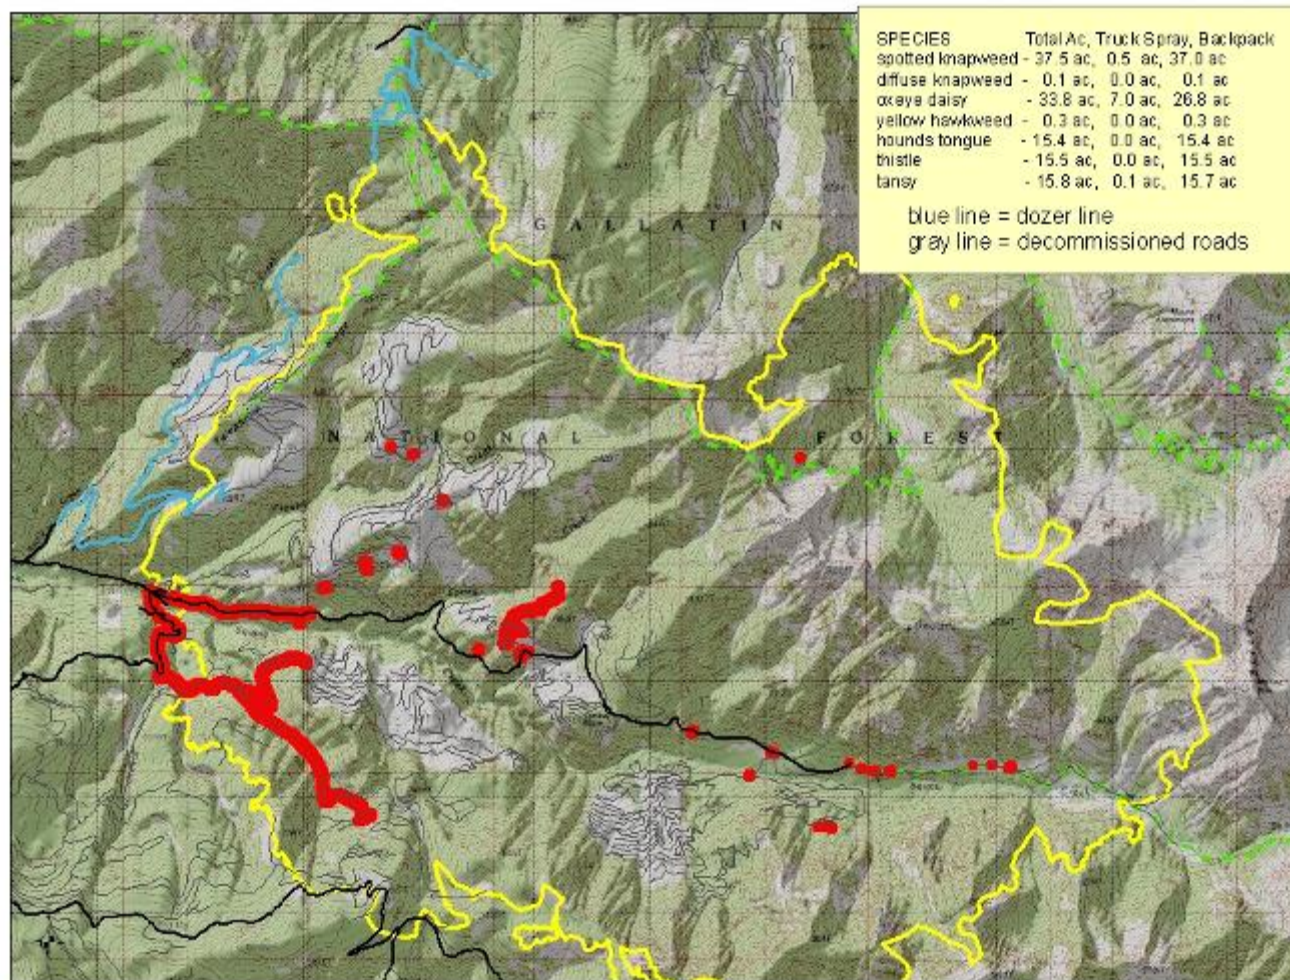 SPECIES Total Ac, Truck Spray, Backpack
spotted knapweed - 37.5 ac, 0.5 ac, 37.0 ac
diffuse knapweed - 0.1 ac, 0.0 ac, 0.1 ac
oxeye daisy - 33.8 ac, 7.0 ac, 26.8 ac
yellow hawkweed - 0.3 ac, 0.0 ac, 0.3 ac
hounds tongue - 15.4 ac, 0.0 ac, 15.4 ac
thistle - 15.5 ac, 0.0 ac, 15.5 ac
tansy - 15.8 ac, 0.1 ac, 15.7 ac
blue line = dozer line
gray line = decommissioned roads
GALLATIN
NATIONAL FOREST